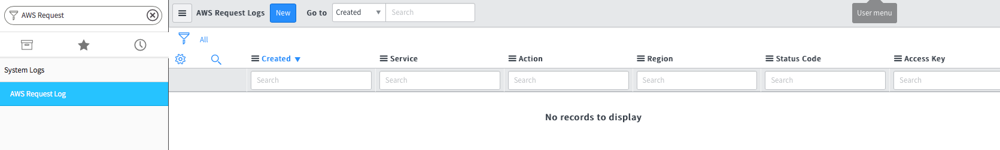 AWS Request
AWS Request Logs New Go to Created Search
User menu
All
Created Service Action Region Status Code Access Key
Search Search Search Search Search Search
System Logs
AWS Request Log
No records to display